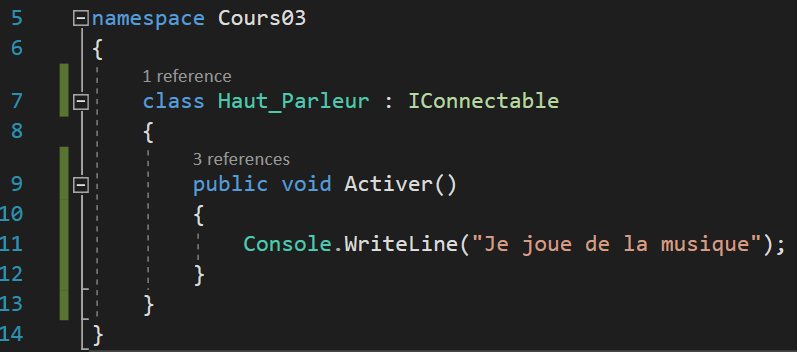 5 namespace Cours03
6 {
1 reference
7 class Haut_Parleur : IConnectable
8 {
3 references
9 public void Activer()
10 {
11 Console.WriteLine("Je joue de la musique");
12 }
13 }
14 }